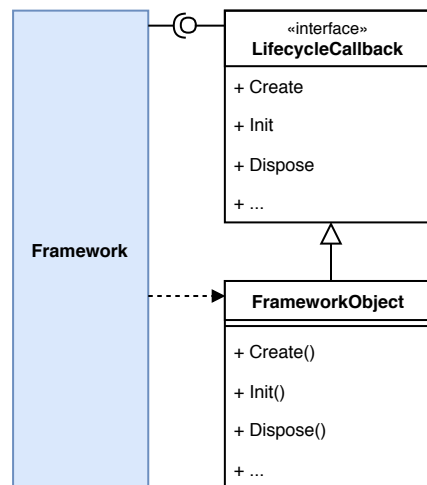 «interface»
LifecycleCallback
+ Create
+ Init
+ Dispose
+ ...
Framework
FrameworkObject
+ Create()
+ Init()
+ Dispose()
+ ...